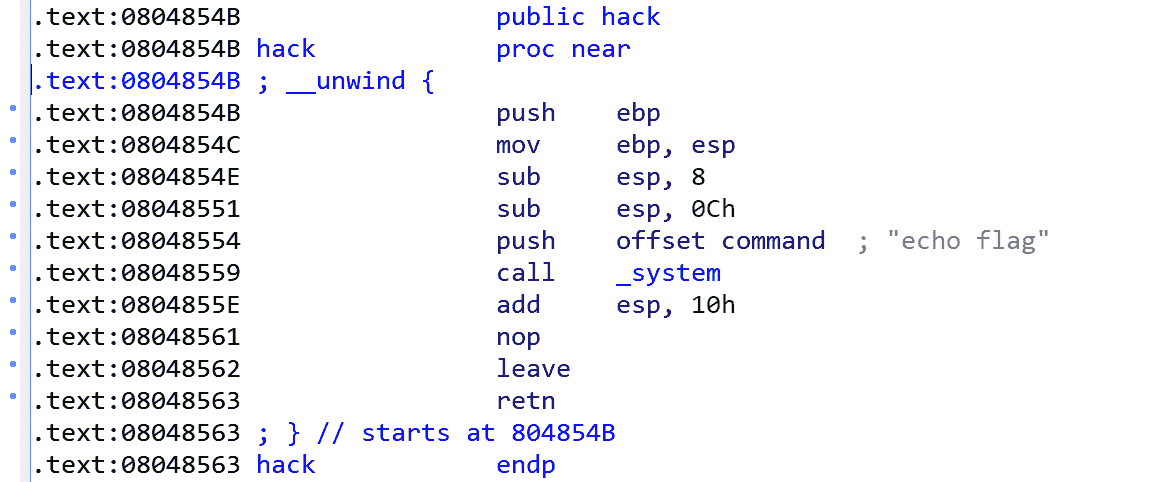 .text:0804854B public hack
.text:0804854B hack proc near
.text:0804854B ; __unwind {
.text:0804854B push ebp
.text:0804854C mov ebp, esp
.text:0804854E sub esp, 8
.text:08048551 sub esp, 0Ch
.text:08048554 push offset command ; "echo flag"
.text:08048559 call _system
.text:0804855E add esp, 10h
.text:08048561 nop
.text:08048562 leave
.text:08048563 retn
.text:08048563 ; } // starts at 804854B
.text:08048563 hack endp